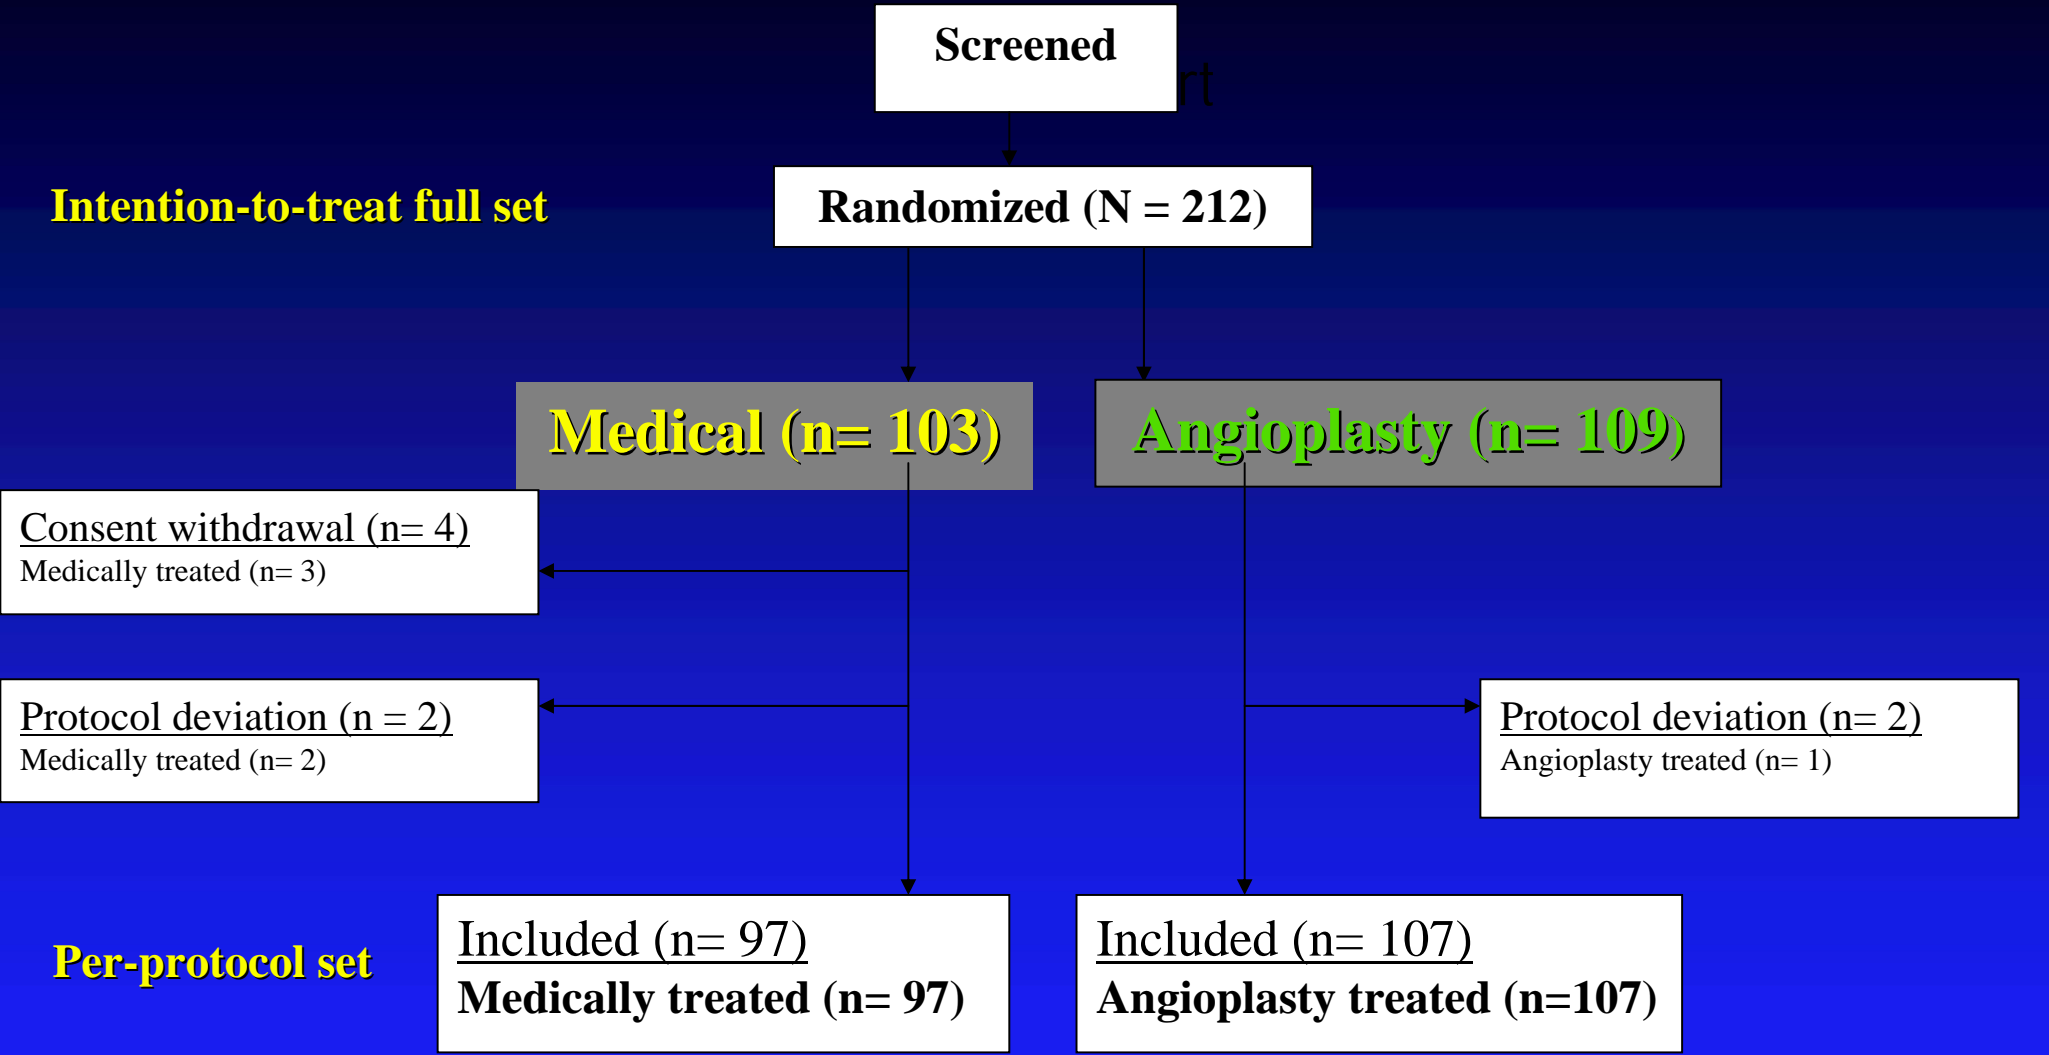 Screened
rt
Intention-to-treat full set
Randomized (N = 212)
Medical (n= 103)
Angioplasty (n= 109)
Consent withdrawal (n= 4)
Medically treated (n= 3)
Protocol deviation (n = 2)
Medically treated (n= 2)
Protocol deviation (n= 2)
Angioplasty treated (n= 1)
Per-protocol set
Included (n= 97)
Medically treated (n= 97)
Included (n= 107)
Angioplasty treated (n=107)